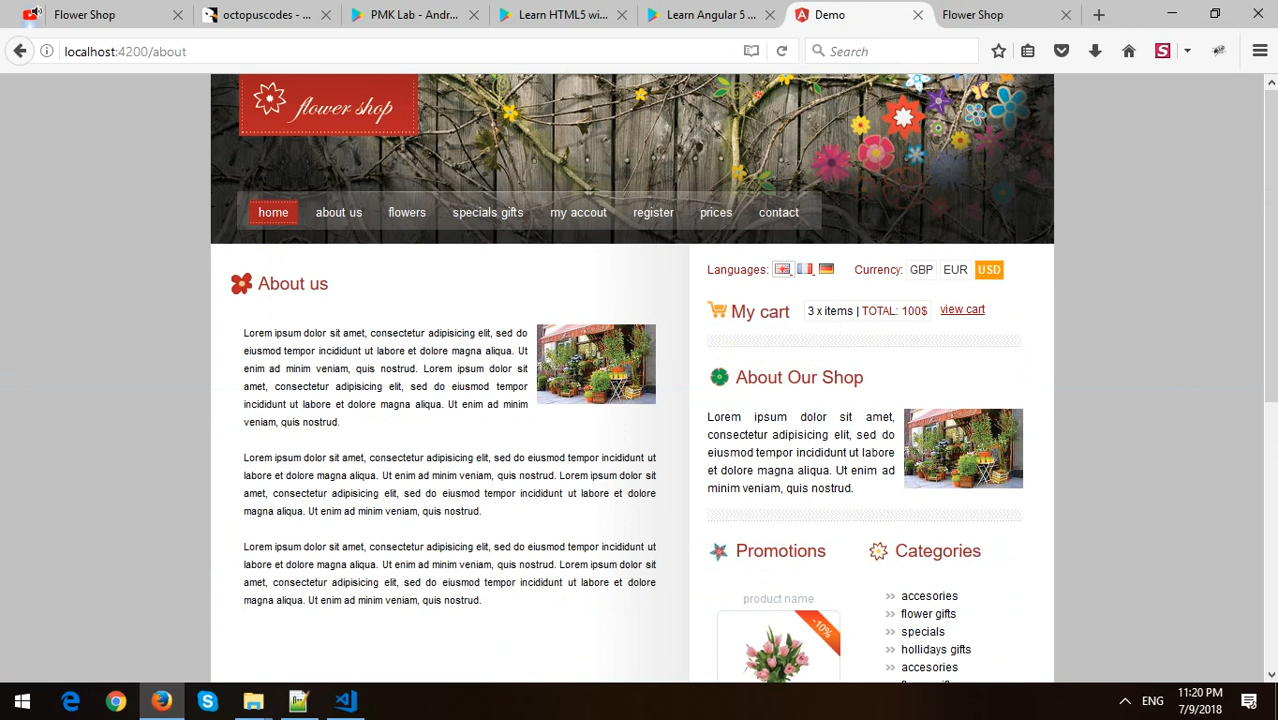 Flower Shop
octopuscodes - ...
PMK Lab - Andr...
Learn HTML5 wi...
Learn Angular 5 ...
Demo
Flower Shop
localhost:4200/about
Search
flower shop
home
about us
flowers
specials gifts
my accout
register
prices
contact
About us
Lorem ipsum dolor sit amet, consectetur adipisicing elit, sed do
eiusmod tempor incididunt ut labore et dolore magna aliqua. Ut
enim ad minim veniam, quis nostrud. Lorem ipsum dolor sit
amet, consectetur adipisicing elit, sed do eiusmod tempor
incididunt ut labore et dolore magna aliqua. Ut enim ad minim
veniam, quis nostrud.
Lorem ipsum dolor sit amet, consectetur adipisicing elit, sed do eiusmod tempor incididunt ut
labore et dolore magna aliqua. Ut enim ad minim veniam, quis nostrud. Lorem ipsum dolor sit
amet, consectetur adipisicing elit, sed do eiusmod tempor incididunt ut labore et dolore
magna aliqua. Ut enim ad minim veniam, quis nostrud.
Lorem ipsum dolor sit amet, consectetur adipisicing elit, sed do eiusmod tempor incididunt ut
labore et dolore magna aliqua. Ut enim ad minim veniam, quis nostrud. Lorem ipsum dolor sit
amet, consectetur adipisicing elit, sed do eiusmod tempor incididunt ut labore et dolore
magna aliqua. Ut enim ad minim veniam, quis nostrud.
Languages:
Currency: GBP EUR USD
My cart
3 x items | TOTAL: 100$
view cart
About Our Shop
Lorem ipsum dolor sit amet,
consectetur adipisicing elit, sed do
eiusmod tempor incididunt ut labore
et dolore magna aliqua. Ut enim ad
minim veniam, quis nostrud.
Promotions
product name
-10%
Categories
accesories
flower gifts
specials
hollidays gifts
accesories
ENG
11:20 PM
7/9/2018